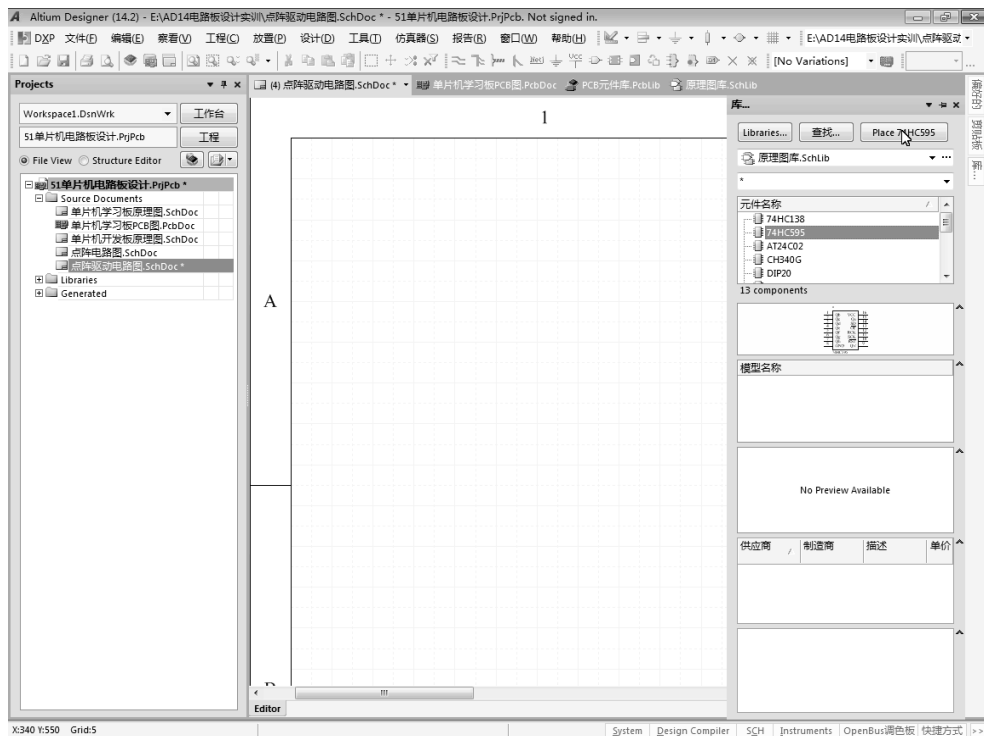 Altium Designer (14.2) - E:\AD14电路板设计实训\点阵驱动电路图.SchDoc * - 51单片机电路板设计.PrjPcb. Not signed in.
DXP 文件(F) 编辑(E) 察看(V) 工程(C) 放置(P) 设计(D) 工具(T) 仿真器(S) 报告(R) 窗口(W) 帮助(H) E:\AD14电路板设计实训\点阵驱
[No Variations]
Projects
Workspace1.DsnWrk 工作台
51单片机电路板设计.PrjPcb 工程
File View Structure Editor
51单片机电路板设计.PrjPcb *
Source Documents
单片机学习板原理图.SchDoc
单片机学习板PCB图.PcbDoc
单片机开发板原理图.SchDoc
点阵电路图.SchDoc
点阵驱动电路图.SchDoc *
Libraries
Generated
(4) 点阵驱动电路图.SchDoc * 单片机学习板PCB图.PcbDoc PCB元件库.PcbLib 原理图库.SchLib
1
A
Editor
库...
Libraries... 查找... Place 74HC595
原理图库.SchLib
*
元件名称
74HC138
74HC595
AT24C02
CH340G
DIP20
13 components
模型名称
No Preview Available
供应商 制造商 描述 单价
X:340 Y:550 Grid:5
System Design Compiler SCH Instruments OpenBus调色板 快捷方式 >>